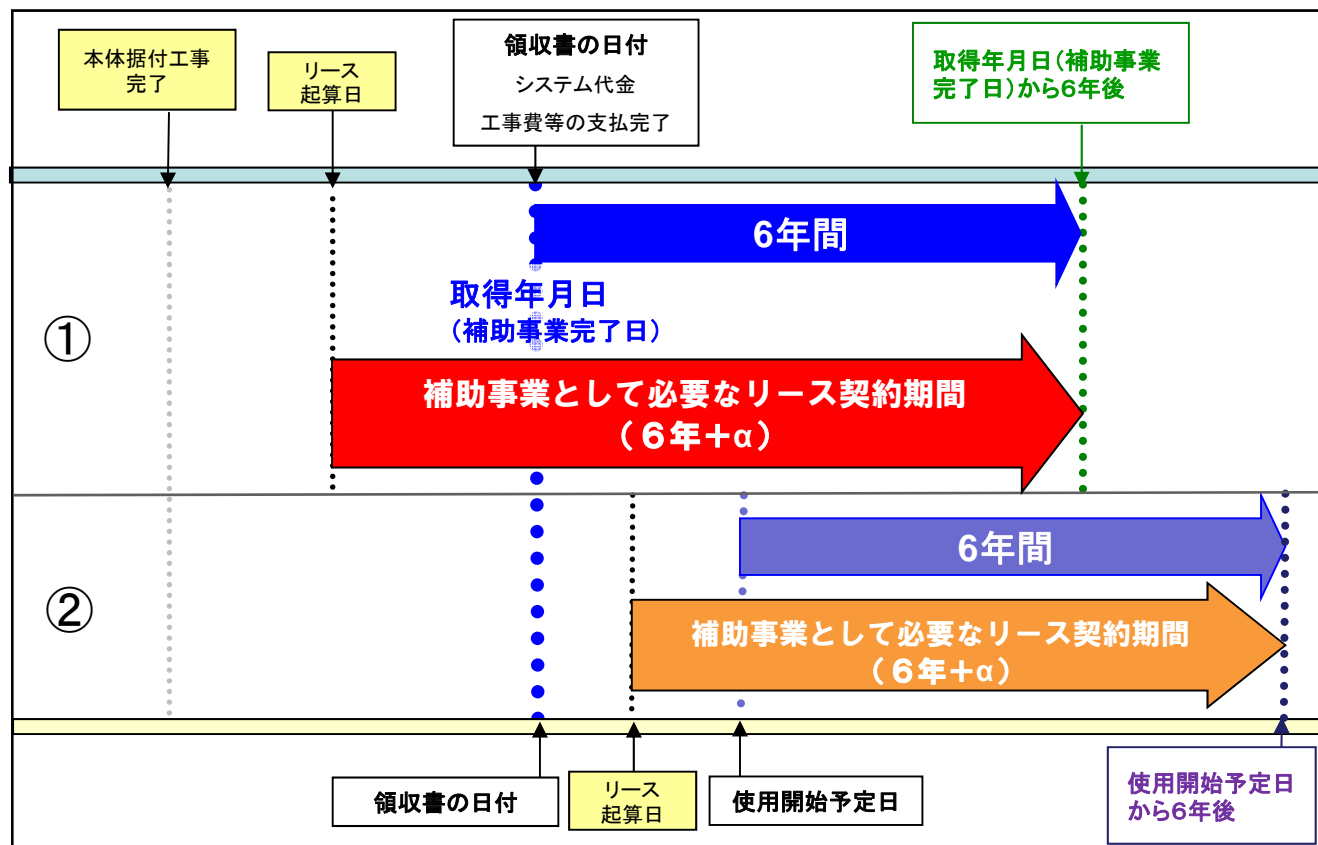 本体据付工事
完了
リース
起算日
領収書の日付
システム代金
工事費等の支払完了
取得年月日(補助事業
完了日)から6年後
①
6年間
取得年月日
(補助事業完了日)
補助事業として必要なリース契約期間
(6年+α)
②
6年間
補助事業として必要なリース契約期間
(6年+α)
領収書の日付
リース
起算日
使用開始予定日
使用開始予定日
から6年後